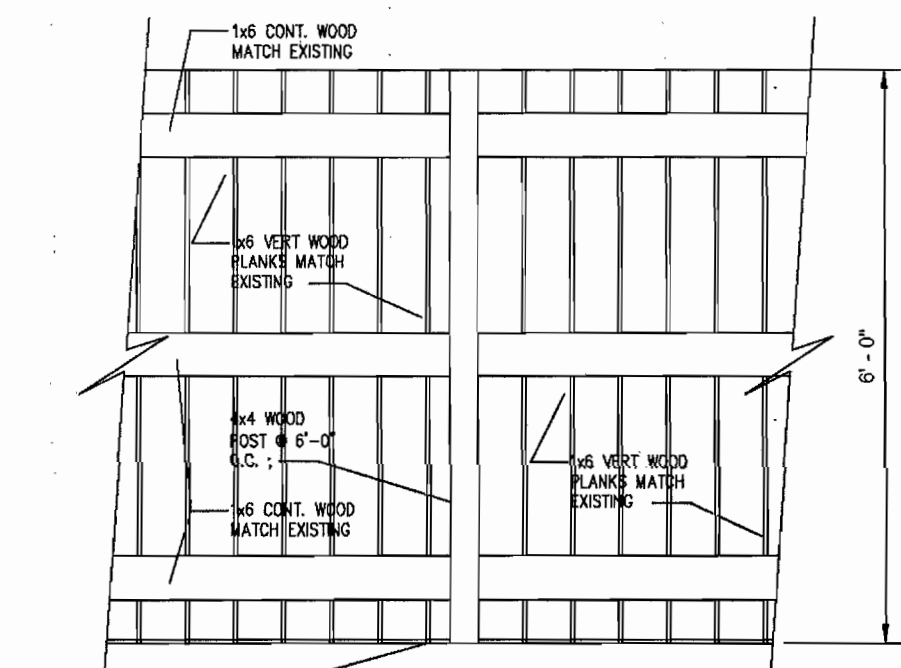 1x6 CONT. WOOD
MATCH EXISTING
1x6 VERT WOOD
PLANKS MATCH
EXISTING
6' - 0"
4x4 WOOD
POST @ 6'-0"
O.C. ;
1x6 VERT WOOD
PLANKS MATCH
EXISTING
1x6 CONT. WOOD
MATCH EXISTING